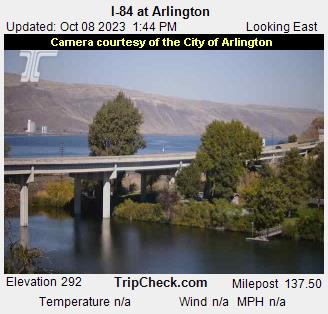 I-84 at Arlington
Updated: Oct 08 2023 1:44 PM Looking East
Camera courtesy of the City of Arlington
Elevation 292 TripCheck.com Milepost 137.50
Temperature n/a Wind n/a MPH n/a